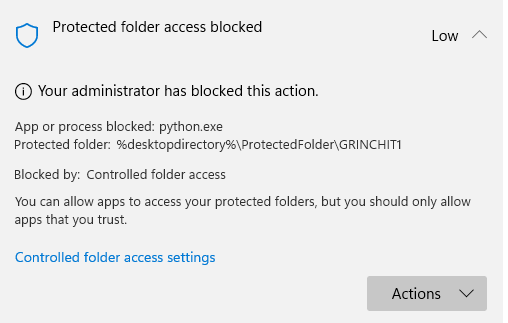 Protected folder access blocked
Low
Your administrator has blocked this action.
App or process blocked: python.exe
Protected folder: %desktopdirectory%\ProtectedFolder\GRINCHIT1
Blocked by: Controlled folder access
You can allow apps to access your protected folders, but you should only allow
apps that you trust.
Controlled folder access settings
Actions